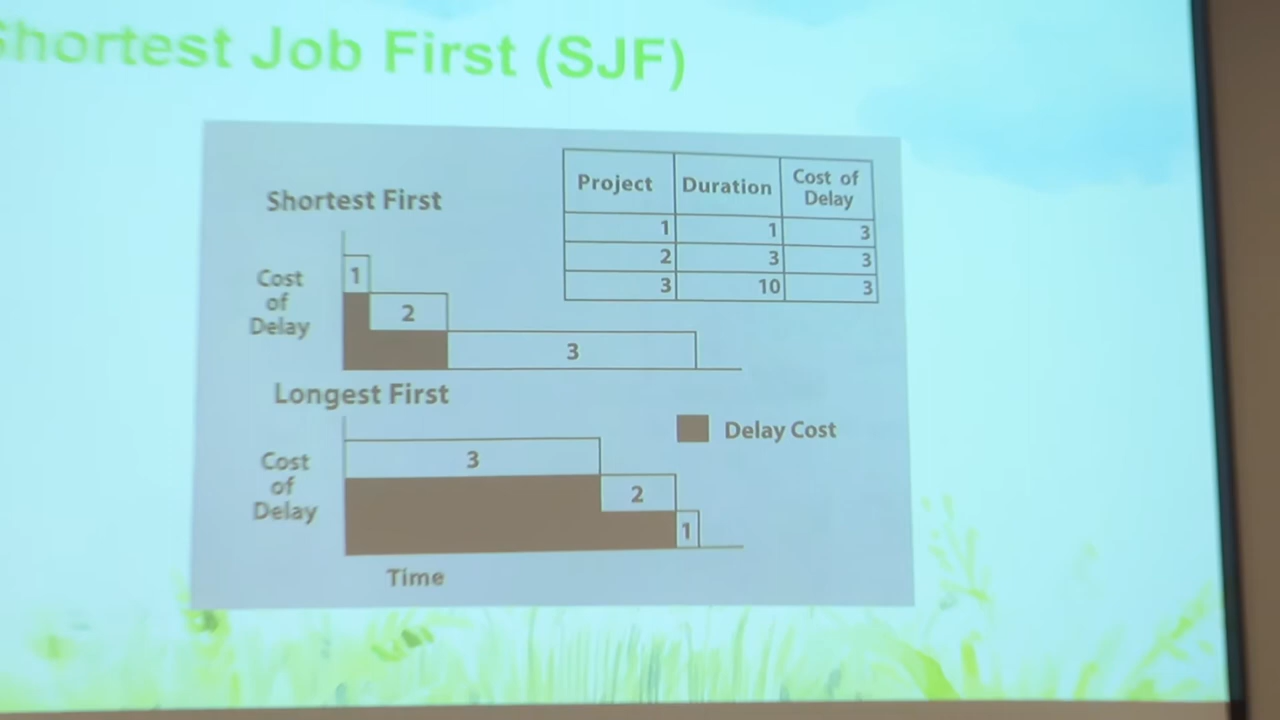 Shortest Job First (SJF)
Shortest First
Project Duration Cost of Delay
1 1 3
2 3 3
3 10 3
Cost
of
Delay
1
2
3
Longest First
Delay Cost
Cost
of
Delay
3
2
1
Time